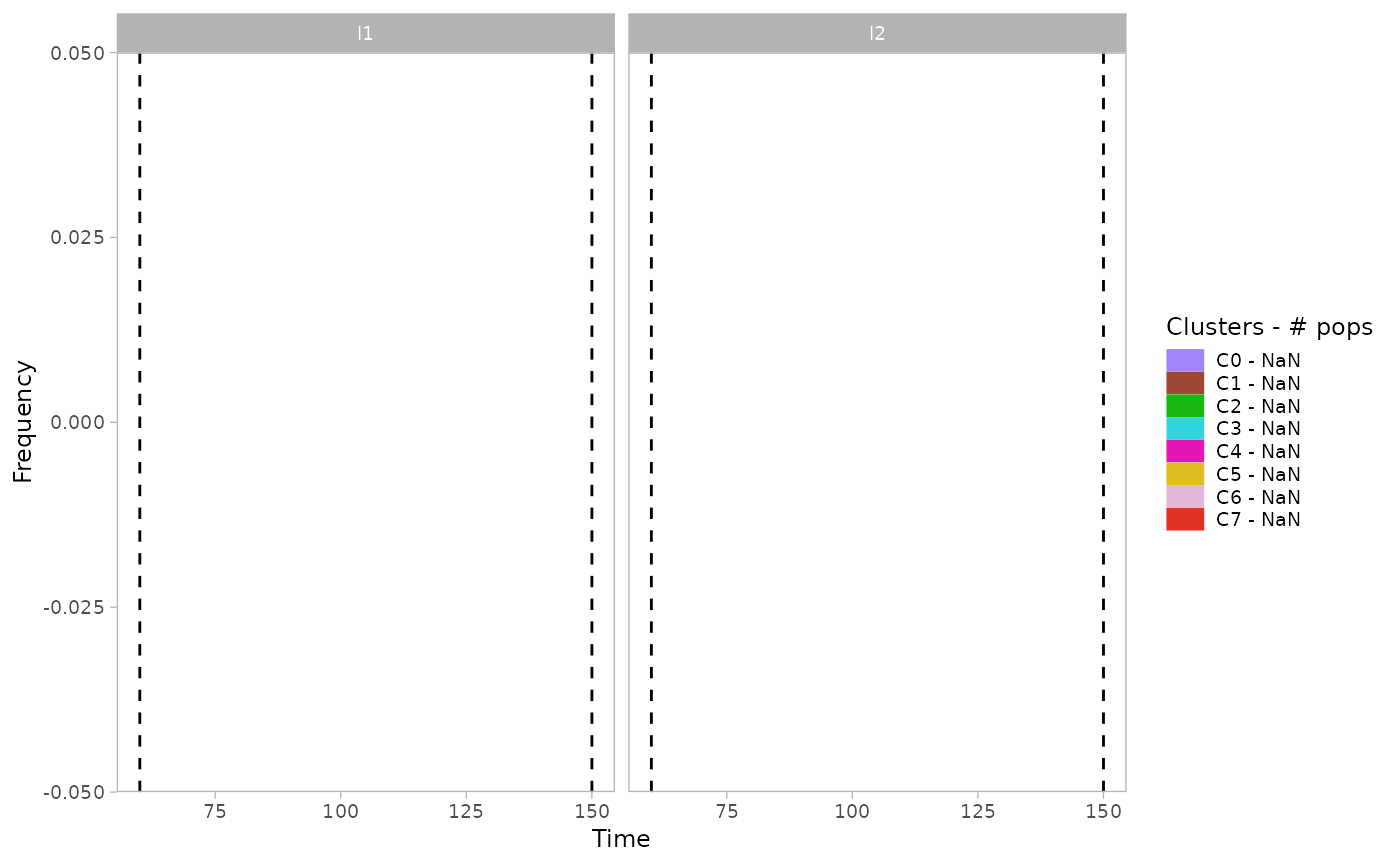 I1
I2
0.050
0.025
0.000
-0.025
-0.050
Frequency
75
100
125
150
75
100
125
150
Time
Clusters - # pops
C0 - NaN
C1 - NaN
C2 - NaN
C3 - NaN
C4 - NaN
C5 - NaN
C6 - NaN
C7 - NaN